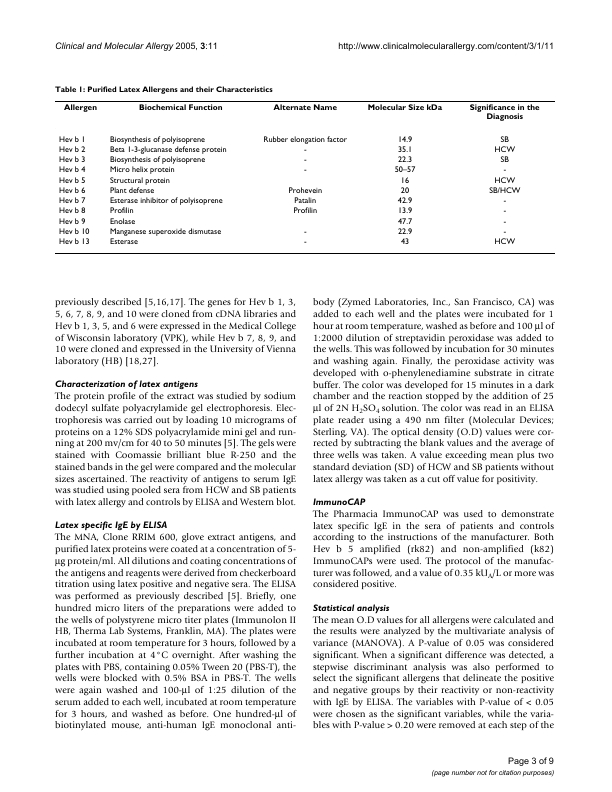 Clinical and Molecular Allergy 2005, 3:11
http://www.clinicalmolecularallergy.com/content/3/1/11
Table 1: Purified Latex Allergens and their Characteristics
Allergen Biochemical Function Alternate Name Molecular Size kDa Significance in the
Diagnosis
Hev b 1 Biosynthesis of polyisoprene Rubber elongation factor 14.9 SB
Hev b 2 Beta 1-3-glucanase defense protein - 35.1 HCW
Hev b 3 Biosynthesis of polyisoprene - 22.3 SB
Hev b 4 Micro helix protein - 50–57 -
Hev b 5 Structural protein 16 HCW
Hev b 6 Plant defense Prohevein 20 SB/HCW
Hev b 7 Esterase inhibitor of polyisoprene Patalin 42.9 -
Hev b 8 Profilin Profilin 13.9 -
Hev b 9 Enolase 47.7 -
Hev b 10 Manganese superoxide dismutase - 22.9 -
Hev b 13 Esterase - 43 HCW
previously described [5,16,17]. The genes for Hev b 1, 3,
5, 6, 7, 8, 9, and 10 were cloned from cDNA libraries and
Hev b 1, 3, 5, and 6 were expressed in the Medical College
of Wisconsin laboratory (VPK), while Hev b 7, 8, 9, and
10 were cloned and expressed in the University of Vienna
laboratory (HB) [18,27].
Characterization of latex antigens
The protein profile of the extract was studied by sodium
dodecyl sulfate polyacrylamide gel electrophoresis. Elec-
trophoresis was carried out by loading 10 micrograms of
proteins on a 12% SDS polyacrylamide mini gel and run-
ning at 200 mv/cm for 40 to 50 minutes [5]. The gels were
stained with Coomassie brilliant blue R-250 and the
stained bands in the gel were compared and the molecular
sizes ascertained. The reactivity of antigens to serum IgE
was studied using pooled sera from HCW and SB patients
with latex allergy and controls by ELISA and Western blot.
Latex specific IgE by ELISA
The MNA, Clone RRIM 600, glove extract antigens, and
purified latex proteins were coated at a concentration of 5-
μg protein/ml. All dilutions and coating concentrations of
the antigens and reagents were derived from checkerboard
titration using latex positive and negative sera. The ELISA
was performed as previously described [5]. Briefly, one
hundred micro liters of the preparations were added to
the wells of polystyrene micro titer plates (Immunolon II
HB, Therma Lab Systems, Franklin, MA). The plates were
incubated at room temperature for 3 hours, followed by a
further incubation at 4°C overnight. After washing the
plates with PBS, containing 0.05% Tween 20 (PBS-T), the
wells were blocked with 0.5% BSA in PBS-T. The wells
were again washed and 100-μl of 1:25 dilution of the
serum added to each well, incubated at room temperature
for 3 hours, and washed as before. One hundred-μl of
biotinylated mouse, anti-human IgE monoclonal anti-
body (Zymed Laboratories, Inc., San Francisco, CA) was
added to each well and the plates were incubated for 1
hour at room temperature, washed as before and 100 μl of
1:2000 dilution of streptavidin peroxidase was added to
the wells. This was followed by incubation for 30 minutes
and washing again. Finally, the peroxidase activity was
developed with o-phenylenediamine substrate in citrate
buffer. The color was developed for 15 minutes in a dark
chamber and the reaction stopped by the addition of 25
μl of 2N H2SO4 solution. The color was read in an ELISA
plate reader using a 490 nm filter (Molecular Devices;
Sterling, VA). The optical density (O.D) values were cor-
rected by subtracting the blank values and the average of
three wells was taken. A value exceeding mean plus two
standard deviation (SD) of HCW and SB patients without
latex allergy was taken as a cut off value for positivity.
ImmunoCAP
The Pharmacia ImmunoCAP was used to demonstrate
latex specific IgE in the sera of patients and controls
according to the instructions of the manufacturer. Both
Hev b 5 amplified (rk82) and non-amplified (k82)
ImmunoCAPs were used. The protocol of the manufac-
turer was followed, and a value of 0.35 kUA/L or more was
considered positive.
Statistical analysis
The mean O.D values for all allergens were calculated and
the results were analyzed by the multivariate analysis of
variance (MANOVA). A P-value of 0.05 was considered
significant. When a significant difference was detected, a
stepwise discriminant analysis was also performed to
select the significant allergens that delineate the positive
and negative groups by their reactivity or non-reactivity
with IgE by ELISA. The variables with P-value of < 0.05
were chosen as the significant variables, while the varia-
bles with P-value > 0.20 were removed at each step of the
Page 3 of 9
(page number not for citation purposes)